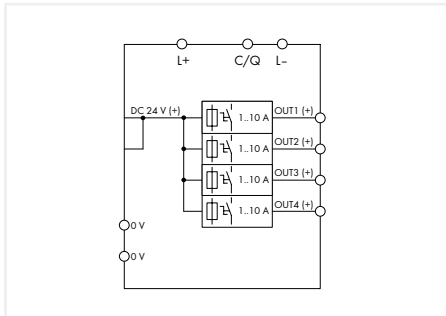 L+ C/Q L–
DC 24 V (+)
1..10 A OUT1 (+)
1..10 A OUT2 (+)
1..10 A OUT3 (+)
1..10 A OUT4 (+)
0 V
0 V